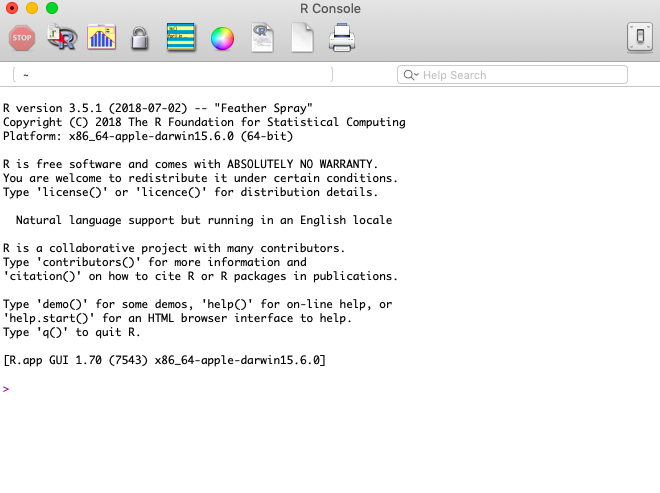 R Console
STOP
R
~
Help Search
R version 3.5.1 (2018-07-02) -- "Feather Spray"
Copyright (C) 2018 The R Foundation for Statistical Computing
Platform: x86_64-apple-darwin15.6.0 (64-bit)
R is free software and comes with ABSOLUTELY NO WARRANTY.
You are welcome to redistribute it under certain conditions.
Type 'license()' or 'licence()' for distribution details.
Natural language support but running in an English locale
R is a collaborative project with many contributors.
Type 'contributors()' for more information and
'citation()' on how to cite R or R packages in publications.
Type 'demo()' for some demos, 'help()' for on-line help, or
'help.start()' for an HTML browser interface to help.
Type 'q()' to quit R.
[R.app GUI 1.70 (7543) x86_64-apple-darwin15.6.0]
>